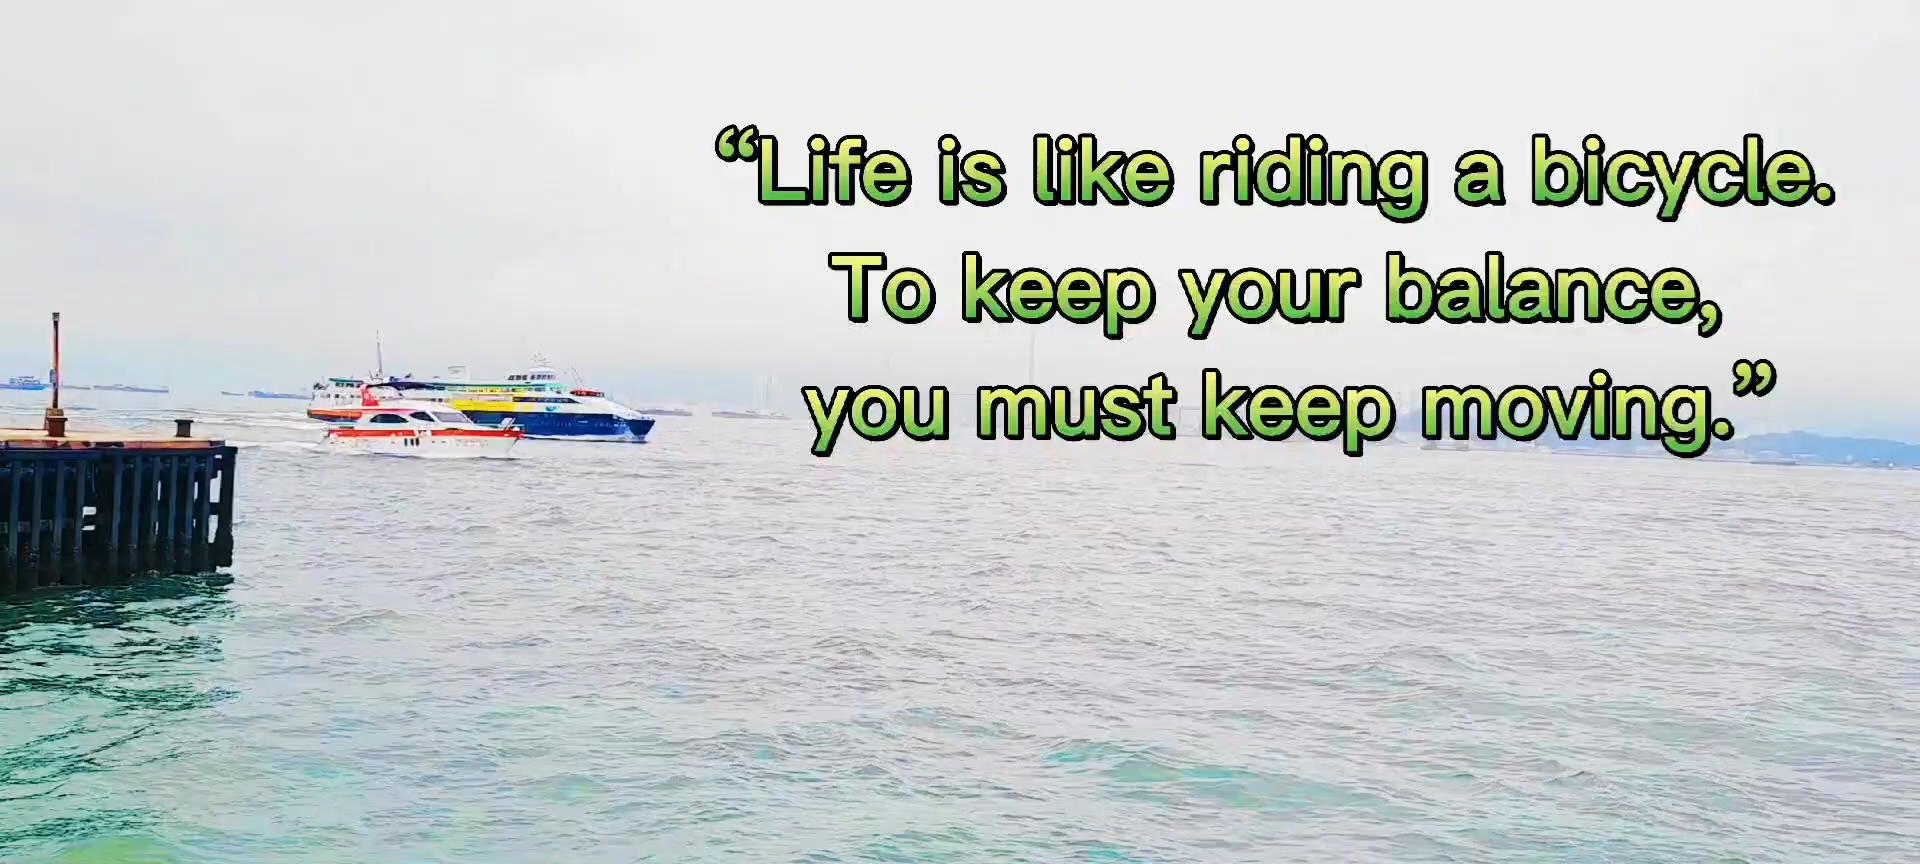 “Life is like riding a bicycle.
To keep your balance,
you must keep moving.”